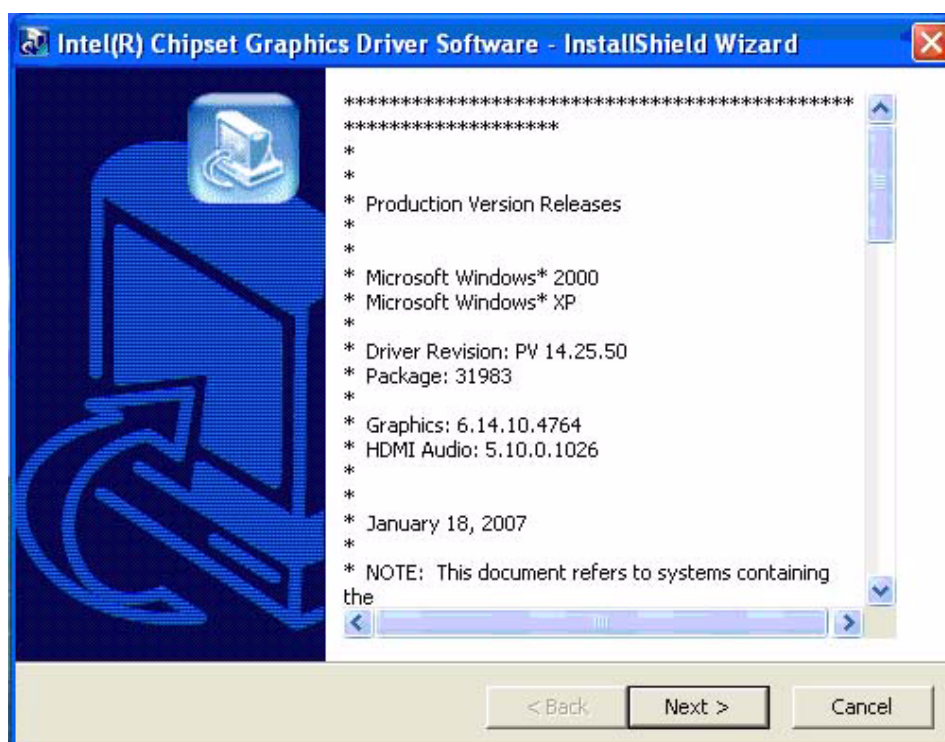 Intel(R) Chipset Graphics Driver Software - InstallShield Wizard
*********************************************
*******************
*
*
* Production Version Releases
*
*
* Microsoft Windows* 2000
* Microsoft Windows* XP
*
* Driver Revision: PV 14.25.50
* Package: 31983
*
* Graphics: 6.14.10.4764
* HDMI Audio: 5.10.0.1026
*
*
* January 18, 2007
*
* NOTE:  This document refers to systems containing
the
< Back
Next >
Cancel